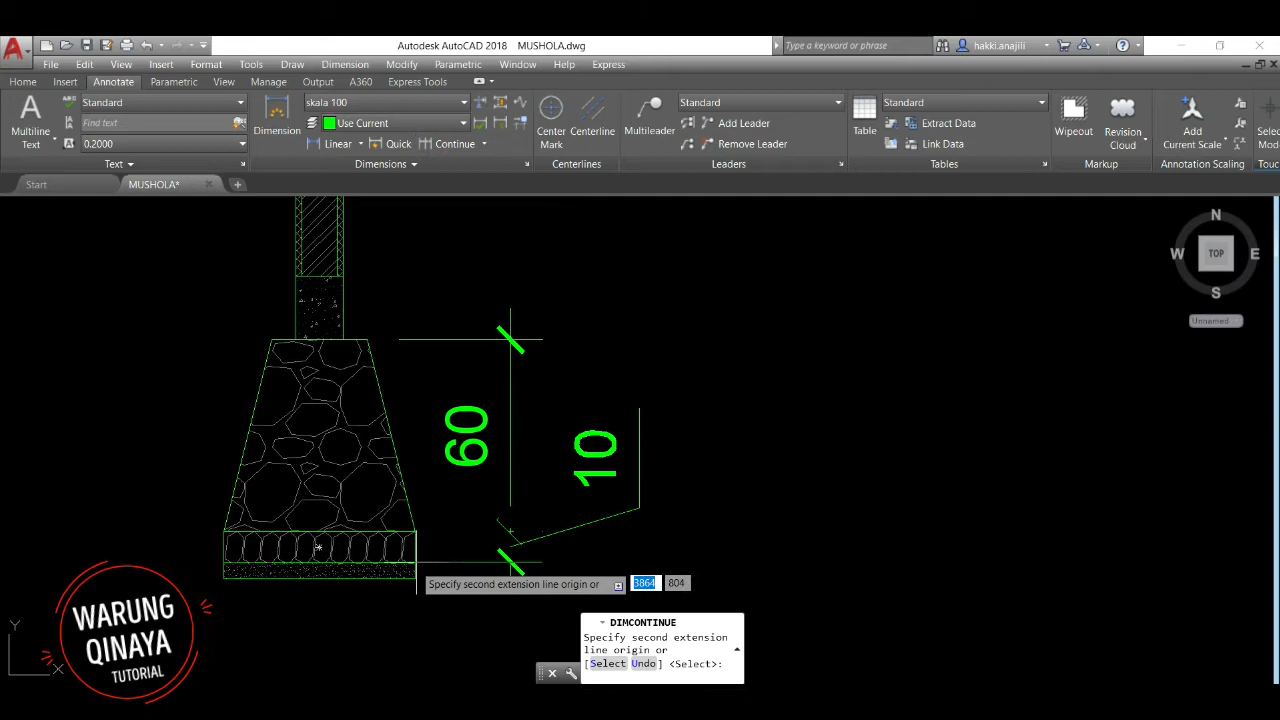 Autodesk AutoCAD 2018 MUSHOLA.dwg
Type a keyword or phrase
hakki.anajili
File Edit View Insert Format Tools Draw Dimension Modify Parametric Window Help Express
Home Insert Annotate Parametric View Manage Output A360 Express Tools
Multiline Text
Standard
Find text
0.2000
Text
Dimension
skala 100
Use Current
Linear
Quick
Continue
Dimensions
Center Mark
Centerline
Centerlines
Multileader
Standard
Add Leader
Remove Leader
Leaders
Table
Standard
Extract Data
Link Data
Tables
Wipeout
Revision Cloud
Markup
Add Current Scale
Annotation Scaling
Selec
Mode
Touc
Start
MUSHOLA*
N
W TOP E
S
Unnamed
60
10
Specify second extension line origin or
3864
804
DIMCONTINUE
Specify second extension
line origin or
[Select Undo] <Select>:
Y
X
WARUNG
QINAYA
TUTORIAL